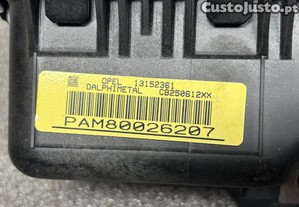 CustoJusto.pt
OPEL 13152361
DALPHIMETAL CB250612XX
PAM80026207